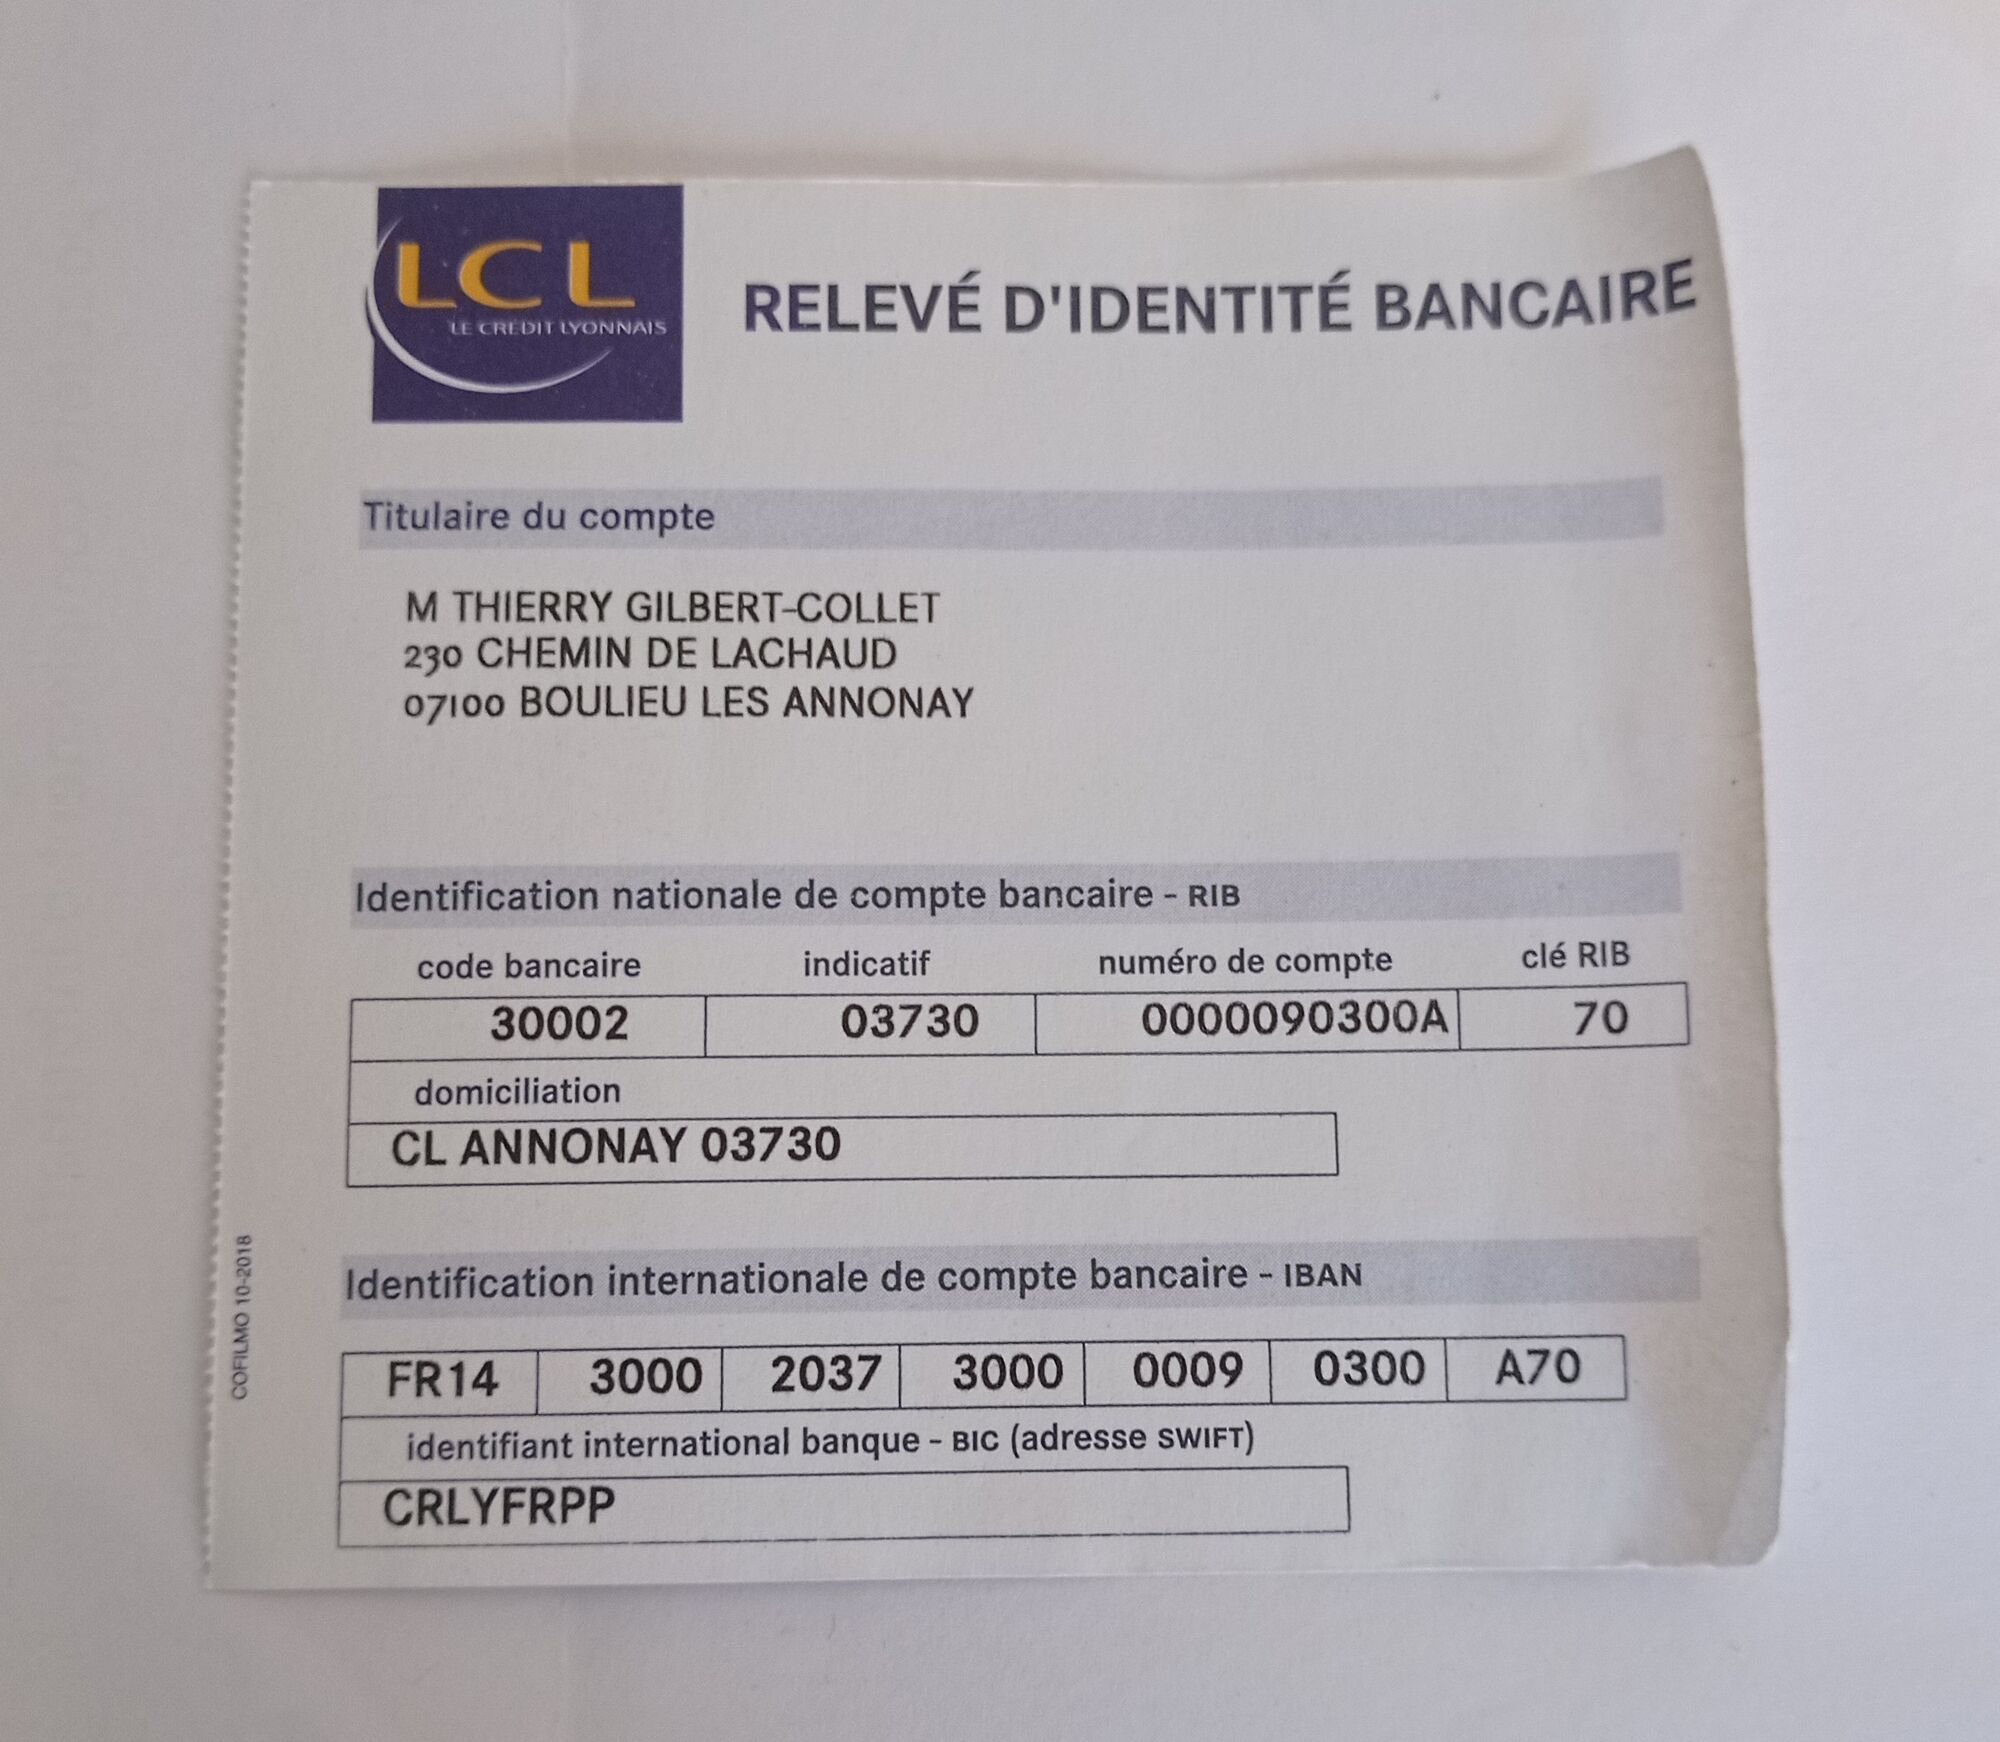 LCL
LE CREDIT LYONNAIS
RELEVÉ D'IDENTITÉ BANCAIRE
Titulaire du compte
M THIERRY GILBERT-COLLET
230 CHEMIN DE LACHAUD
07100 BOULIEU LES ANNONAY
Identification nationale de compte bancaire - RIB
code bancaire indicatif numéro de compte clé RIB
30002 03730 0000090300A 70
domiciliation
CL ANNONAY 03730
Identification internationale de compte bancaire - IBAN
FR14 3000 2037 3000 0009 0300 A70
identifiant international banque - BIC (adresse SWIFT)
CRLYFRPP
COFILMO 10-2018